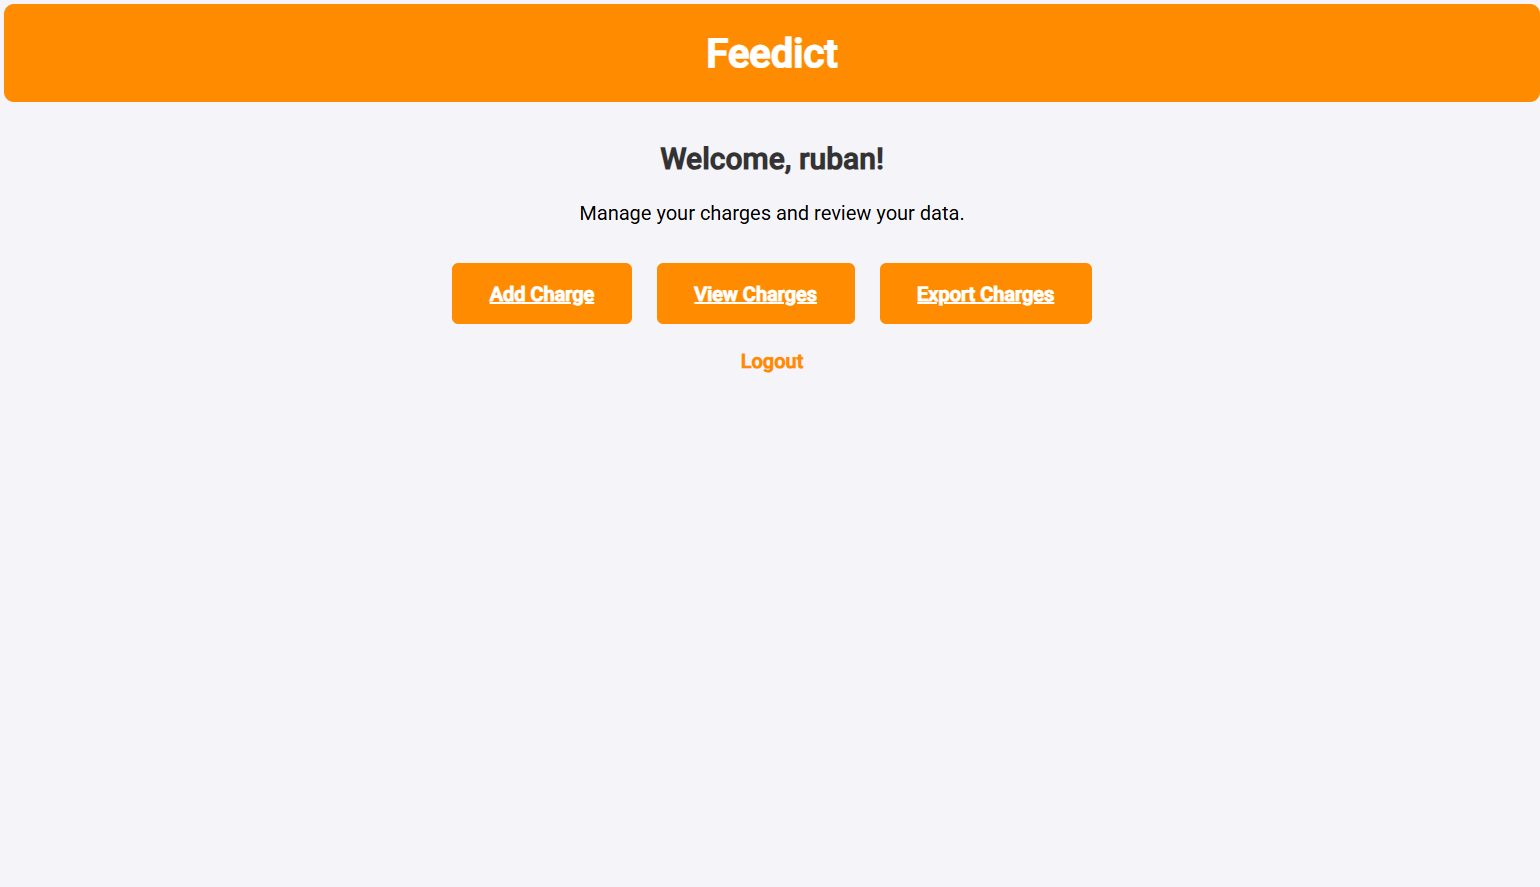 Feedict
Welcome, ruban!
Manage your charges and review your data.
Add Charge
View Charges
Export Charges
Logout